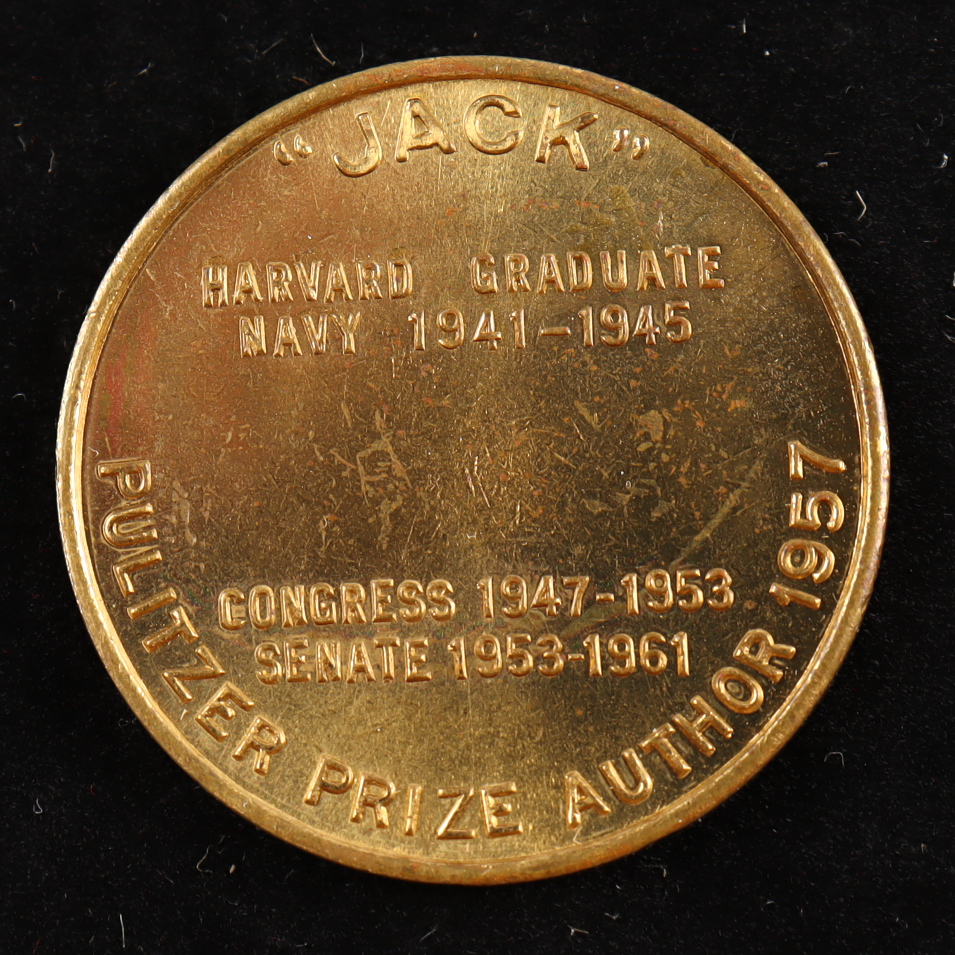 “JACK”
HARVARD GRADUATE
NAVY 1941-1945
CONGRESS 1947-1953
SENATE 1953-1961
PULITZER PRIZE AUTHOR 1957